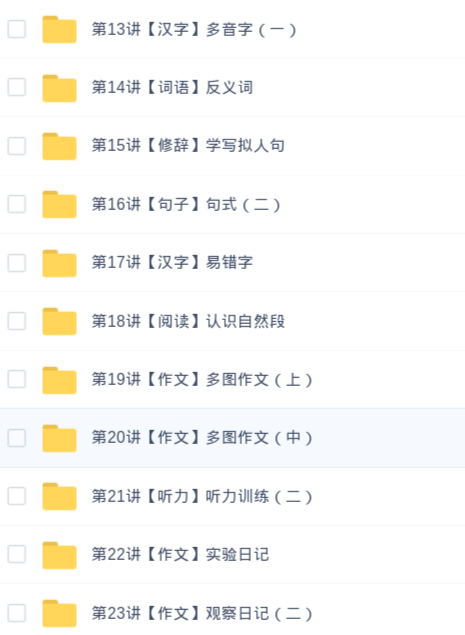 第13讲【汉字】多音字（一）
第14讲【词语】反义词
第15讲【修辞】学写拟人句
第16讲【句子】句式（二）
第17讲【汉字】易错字
第18讲【阅读】认识自然段
第19讲【作文】多图作文（上）
第20讲【作文】多图作文（中）
第21讲【听力】听力训练（二）
第22讲【作文】实验日记
第23讲【作文】观察日记（二）